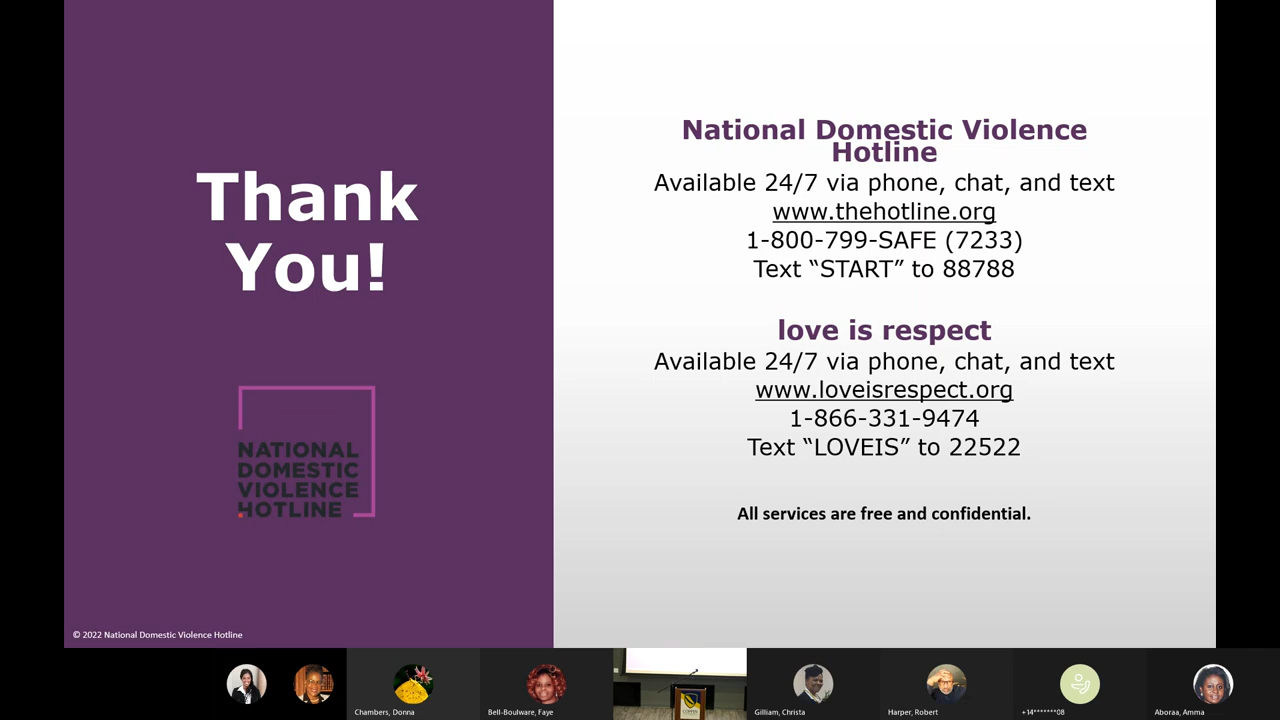 Thank
You!
NATIONAL
DOMESTIC
VIOLENCE
HOTLINE
© 2022 National Domestic Violence Hotline
National Domestic Violence
Hotline
Available 24/7 via phone, chat, and text
www.thehotline.org
1-800-799-SAFE (7233)
Text “START” to 88788
love is respect
Available 24/7 via phone, chat, and text
www.loveisrespect.org
1-866-331-9474
Text “LOVEIS” to 22522
All services are free and confidential.
Chambers, Donna
Bell-Boulware, Faye
COPPIN
Gilliam, Christa
Harper, Robert
+14*******08
Aboraa, Amma